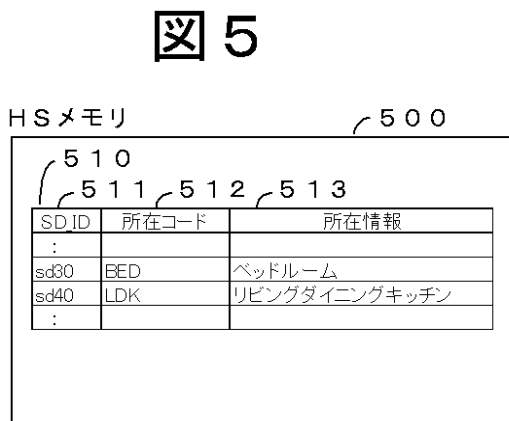 図５
ＨＳメモリ
５００
５１０
５１１ ５１２ ５１３
SD_ID 所在コード 所在情報
：
sd30 BED ベッドルーム
sd40 LDK リビングダイニングキッチン
：